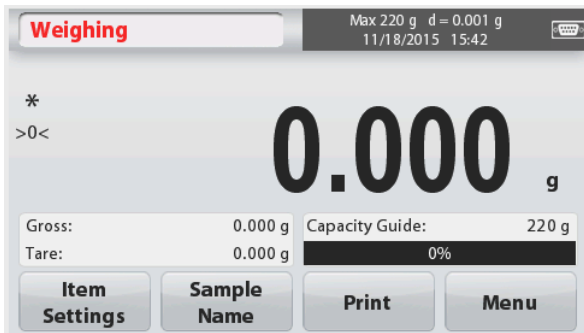 Weighing
Max 220 g d = 0.001 g
11/18/2015 15:42
*
>0<
0.000 g
Gross: 0.000 g
Tare: 0.000 g
Capacity Guide: 220 g
0%
Item Settings
Sample Name
Print
Menu